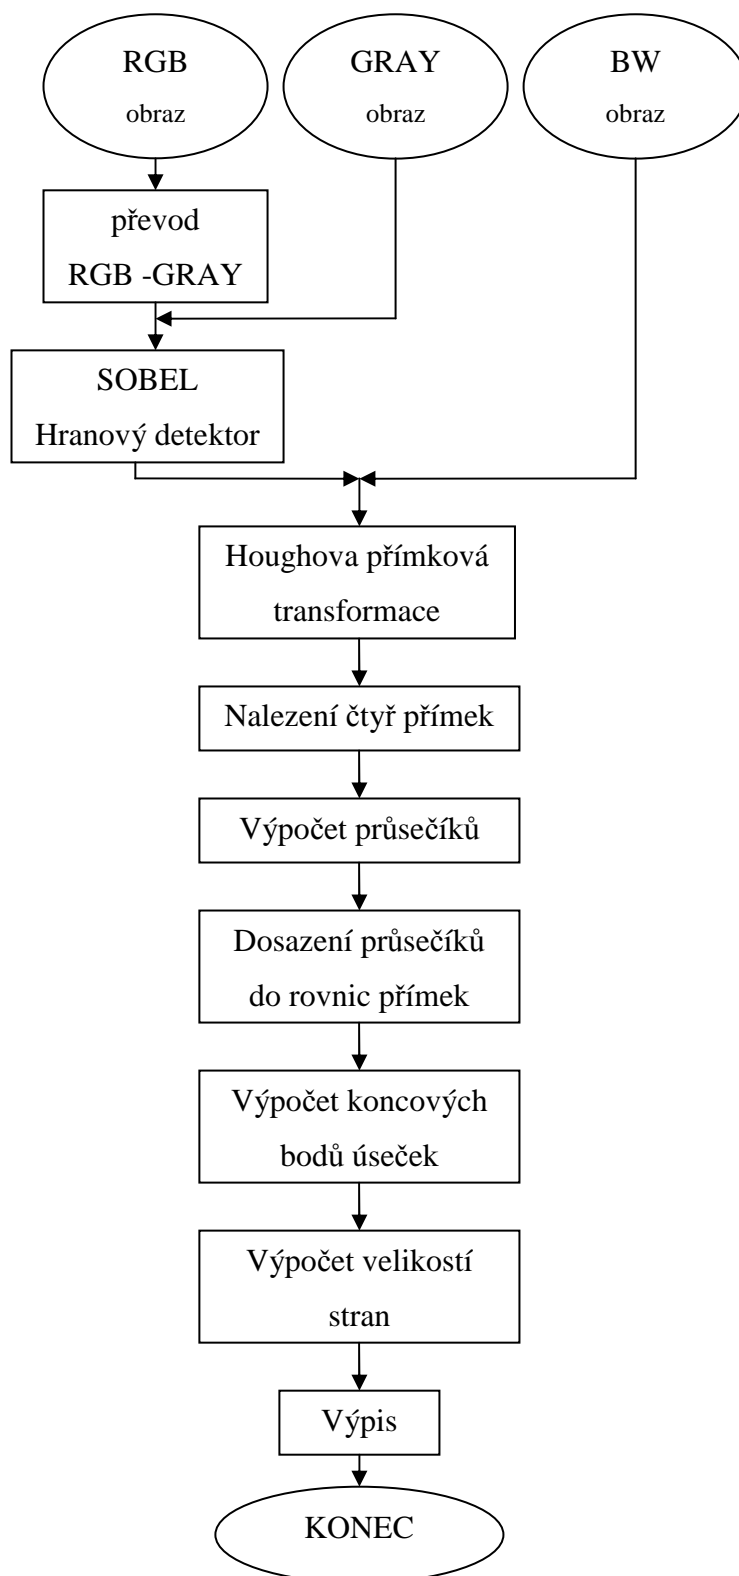 RGB
obraz
GRAY
obraz
BW
obraz
převod
RGB -GRAY
SOBEL
Hranový detektor
Houghova přímková
transformace
Nalezení čtyř přímek
Výpočet průsečíků
Dosazení průsečíků
do rovnic přímek
Výpočet koncových
bodů úseček
Výpočet velikostí
stran
Výpis
KONEC